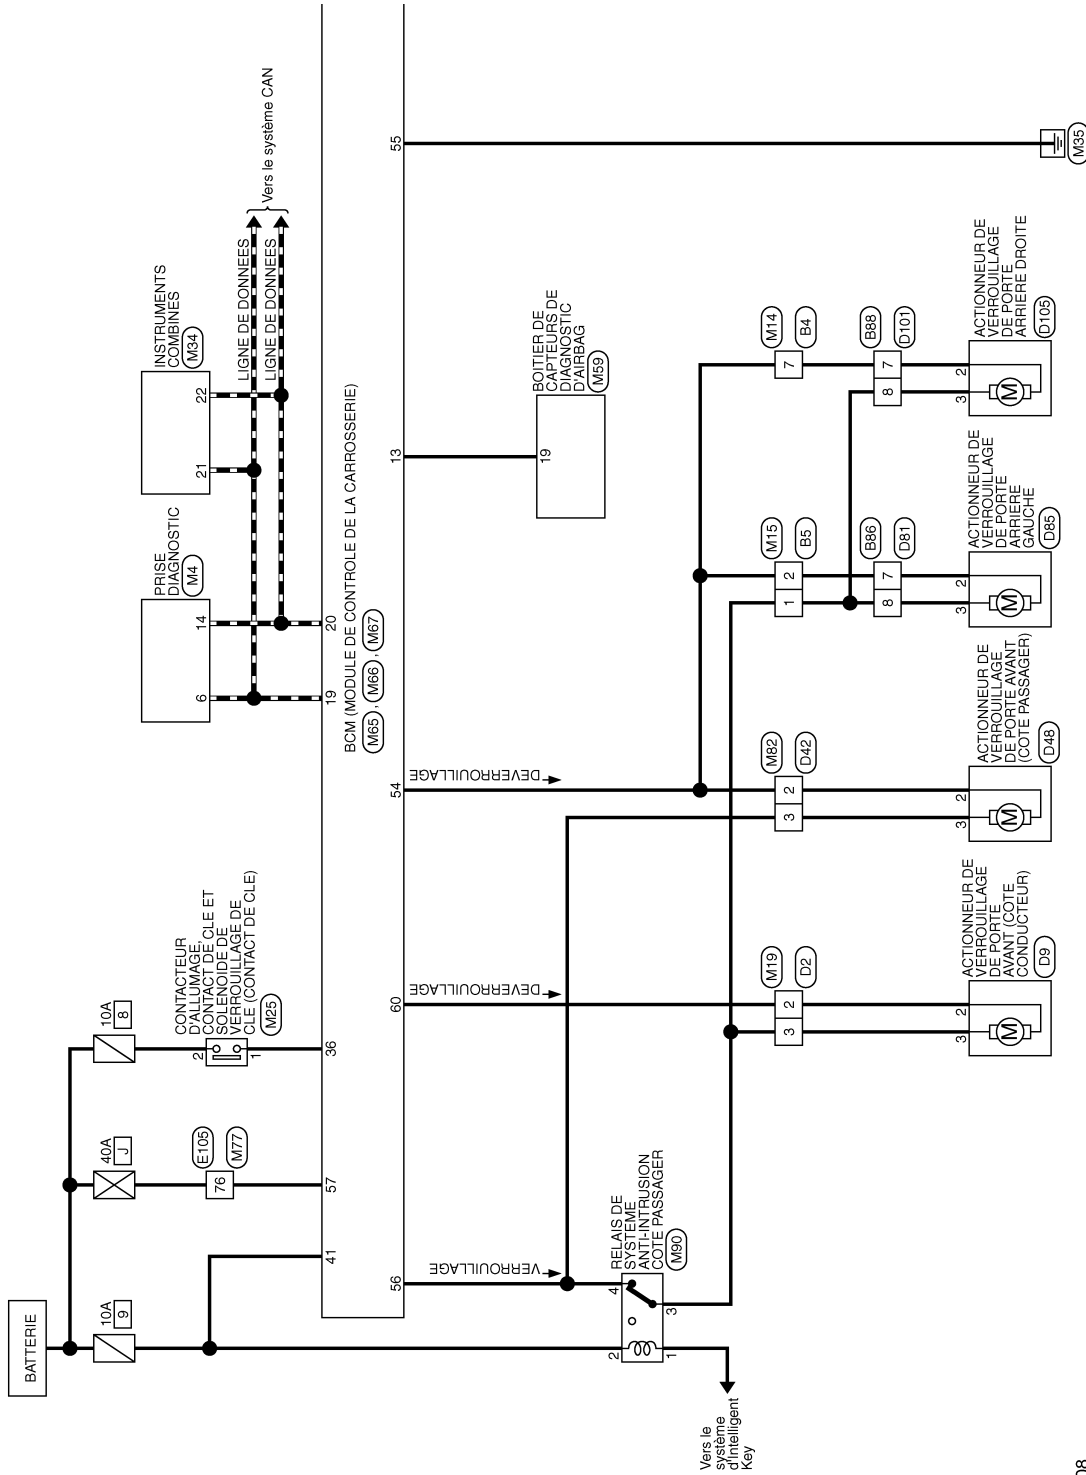 BATTERIE
10A
9
40A
J
10A
8
E105
76
M77
CONTACTEUR
D'ALLUMAGE,
CONTACT DE CLE ET
SOLENOIDE DE
VERROUILLAGE DE
CLE (CONTACT DE CLE)
M25
2
1
PRISE
DIAGNOSTIC
M4
6
14
INSTRUMENTS
COMBINES
M34
21
22
LIGNE DE DONNEES
LIGNE DE DONNEES
Vers le système CAN
41
57
36
19
20
BCM (MODULE DE CONTROLE DE LA CARROSSERIE)
M65 , M66 , M67
56
60
54
13
55
VERROUILLAGE
DEVERROUILLAGE
DEVERROUILLAGE
BOITIER DE
CAPTEURS DE
DIAGNOSTIC
D'AIRBAG
M59
19
RELAIS DE
SYSTEME
ANTI-INTRUSION
COTE PASSAGER
M90
2
4
1
3
Vers le
système
d'Intelligent
Key
M19
3
2
D2
M82
3
2
D42
M15
1
2
B5
M14
7
B4
B86
8
7
D81
B88
8
7
D101
ACTIONNEUR DE
VERROUILLAGE
DE PORTE
AVANT (COTE
CONDUCTEUR)
D9
3
2
M
ACTIONNEUR DE
VERROUILLAGE
DE PORTE AVANT
(COTE PASSAGER)
D48
3
2
M
ACTIONNEUR DE
VERROUILLAGE
DE PORTE
ARRIERE
GAUCHE
D85
3
2
M
ACTIONNEUR DE
VERROUILLAGE
DE PORTE
ARRIERE DROITE
D105
3
2
M
M35